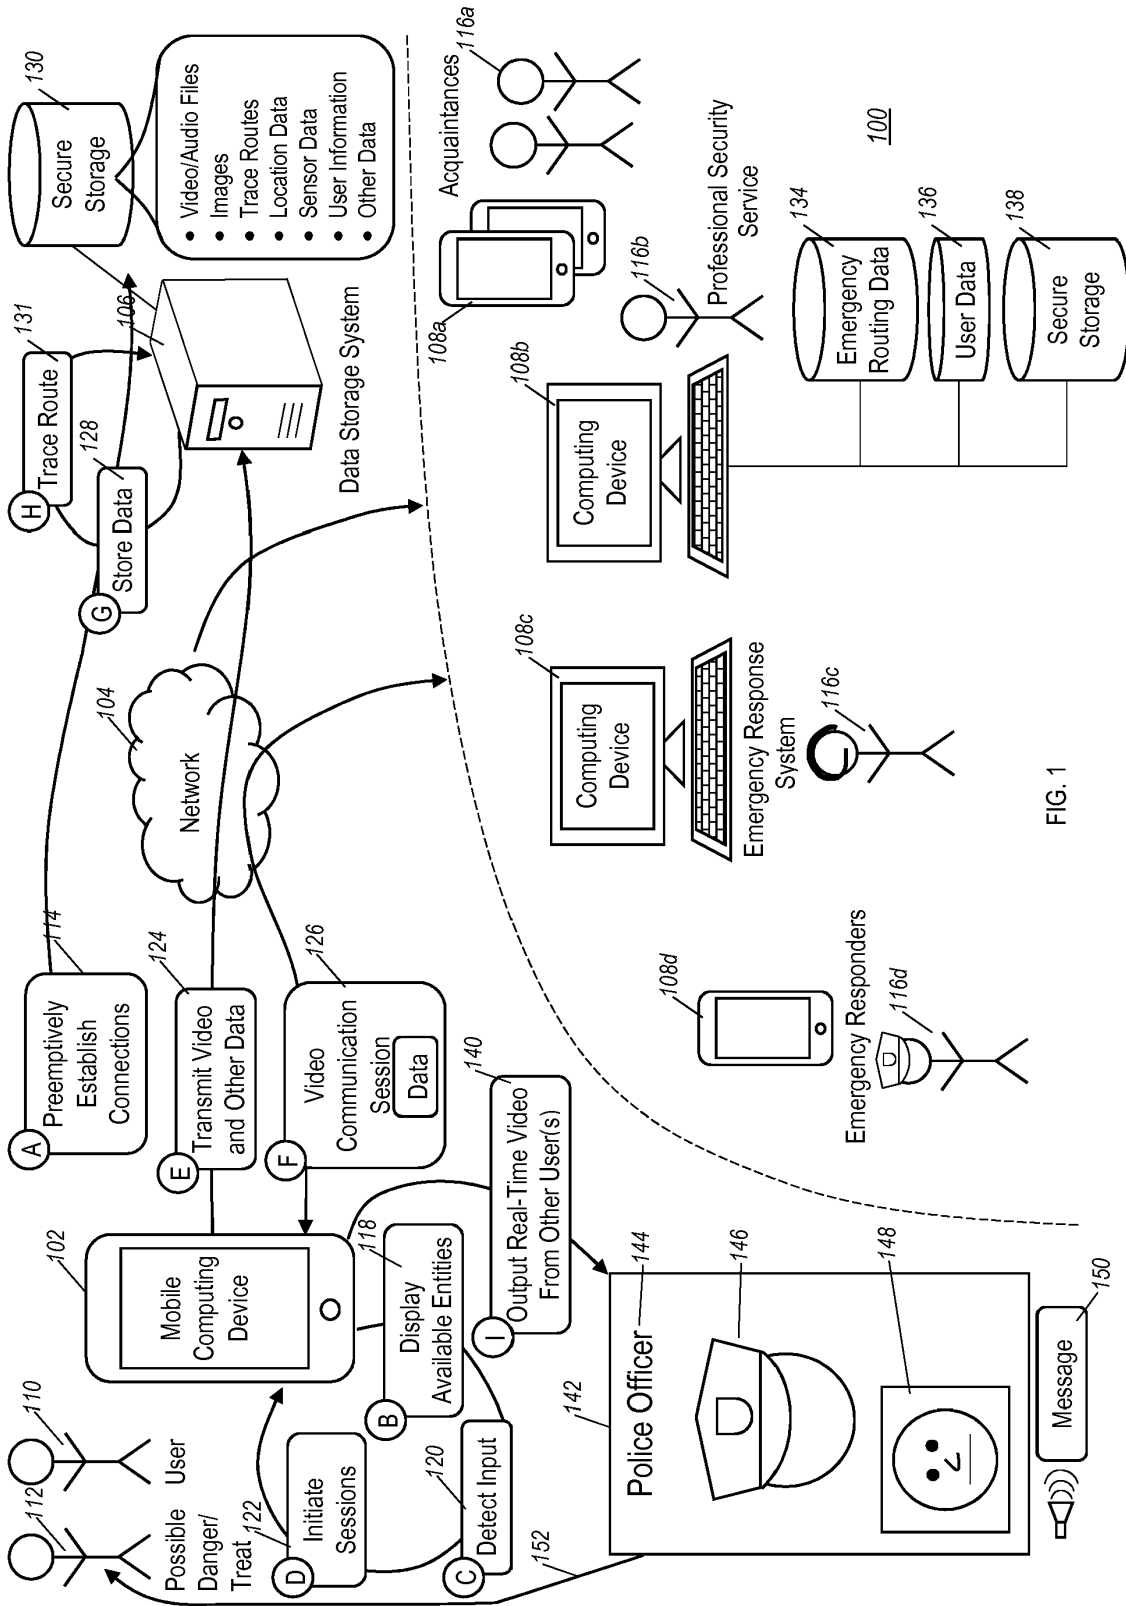 110
112
User
Possible
Danger/
Treat
102
Mobile
Computing
Device
A
Preemptively
Establish
Connections
114
E
Transmit Video
and Other Data
124
F
Video
Communication
Session
Data
126
104
Network
G
Store Data
128
H
Trace Route
131
106
Data Storage System
130
Secure
Storage
• Video/Audio Files
• Images
• Trace Routes
• Location Data
• Sensor Data
• User Information
• Other Data
122
D
Initiate
Sessions
118
B
Display
Available Entities
120
C
Detect Input
140
I
Output Real-Time Video
From Other User(s)
142
144
Police Officer
146
148
150
Message
152
108d
Emergency Responders
116d
108c
Computing
Device
Emergency Response
System
116c
108b
Computing
Device
116b
Professional Security
Service
108a
Acquaintances
116a
134
Emergency
Routing Data
136
User Data
138
Secure
Storage
100
FIG. 1